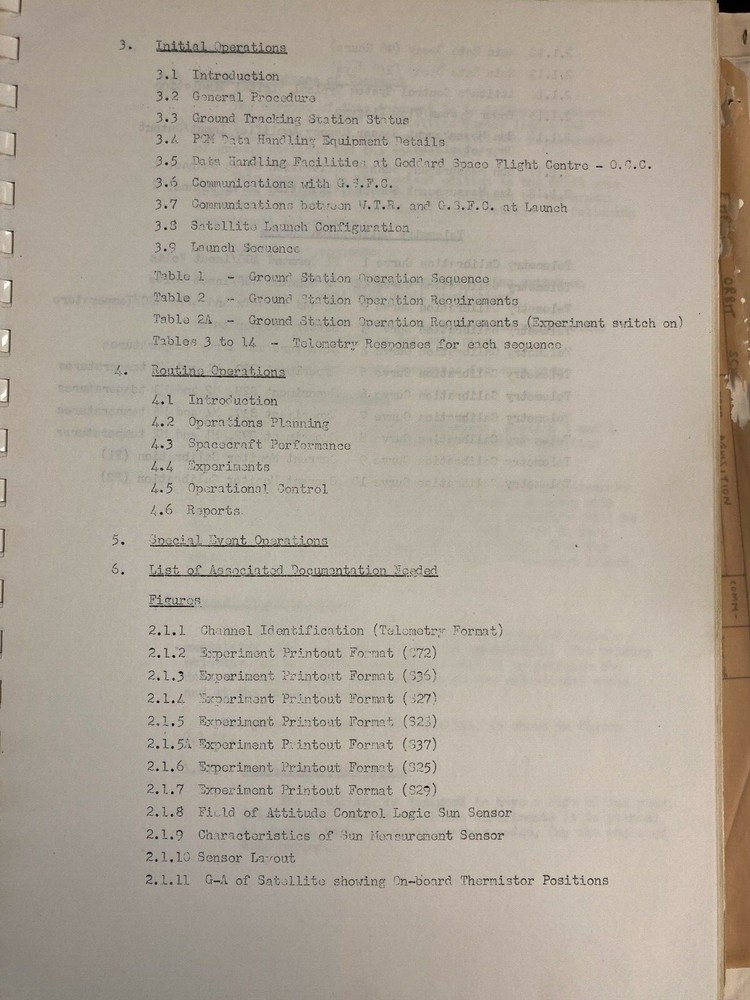 3. Initial Operations
3.1 Introduction
3.2 General Procedure
3.3 Ground Tracking Station Status
3.4 PCM Data Handling Equipment Details
3.5 Data Handling Facilities at Goddard Space Flight Centre - O.C.C.
3.6 Communications with G.S.F.C.
3.7 Communications between W.T.R. and G.S.F.C. at Launch
3.8 Satellite Launch Configuration
3.9 Launch Sequence
Table 1 - Ground Station Operation Sequence
Table 2 -- Ground Station Operation Requirements
Table 2A - Ground Station Operation Requirements (Experiment switch on)
Tables 3 to 14 - Telemetry Responses for each sequence
4. Routine Operations
4.1 Introduction
4.2 Operations Planning
4.3 Spacecraft Performance
4.4 Experiments
4.5 Operational Control
4.6 Reports
5. Special Event Operations
6. List of Associated Documentation Needed
Figures
2.1.1 Channel Identification (Telemetry Format)
2.1.2 Experiment Printout Format (S72)
2.1.3 Experiment Printout Format (S36)
2.1.4 Experiment Printout Format (S27)
2.1.5 Experiment Printout Format
2.1.5A Experiment Printout Format (S37)
2.1.6 Experiment Printout Format (S25)
2.1.7 Experiment Printout Format (S29)
2.1.8 Field of Attitude Control Logic Sun Sensor
2.1.9 Characteristics of Sun Measurement Sensor
2.1.10 Sensor Layout
2.1.11 G-A of Satellite showing On-board Thermistor Positions
ORBIT
COMM-